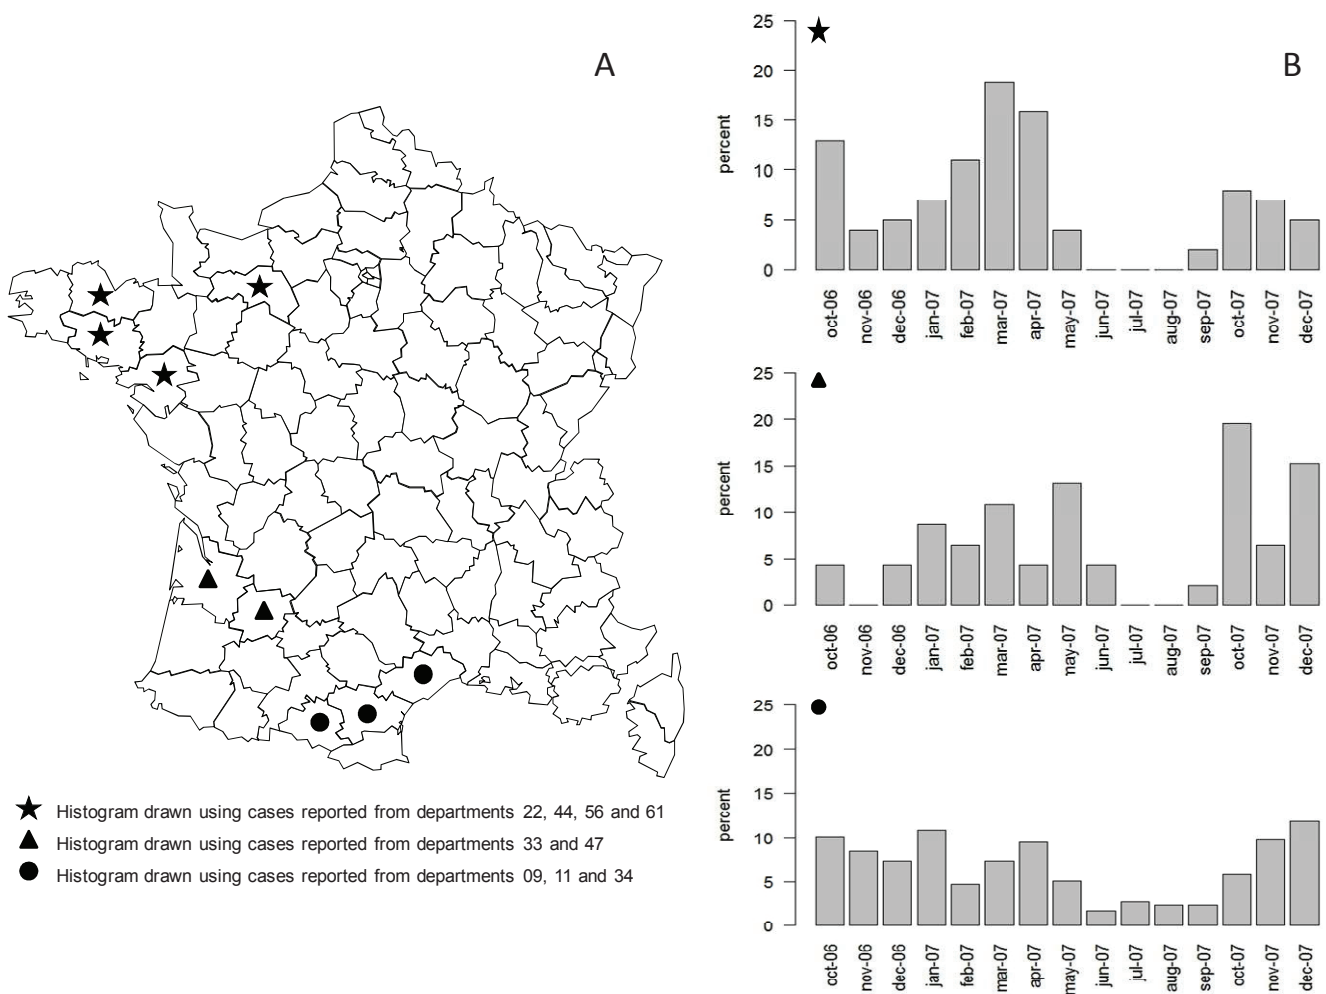 A
Histogram drawn using cases reported from departments 22, 44, 56 and 61
Histogram drawn using cases reported from departments 33 and 47
Histogram drawn using cases reported from departments 09, 11 and 34
B
percent
25
20
15
10
5
0
oct-06
nov-06
dec-06
jan-07
feb-07
mar-07
apr-07
may-07
jun-07
jul-07
aug-07
sep-07
oct-07
nov-07
dec-07
percent
25
20
15
10
5
0
oct-06
nov-06
dec-06
jan-07
feb-07
mar-07
apr-07
may-07
jun-07
jul-07
aug-07
sep-07
oct-07
nov-07
dec-07
percent
25
20
15
10
5
0
oct-06
nov-06
dec-06
jan-07
feb-07
mar-07
apr-07
may-07
jun-07
jul-07
aug-07
sep-07
oct-07
nov-07
dec-07